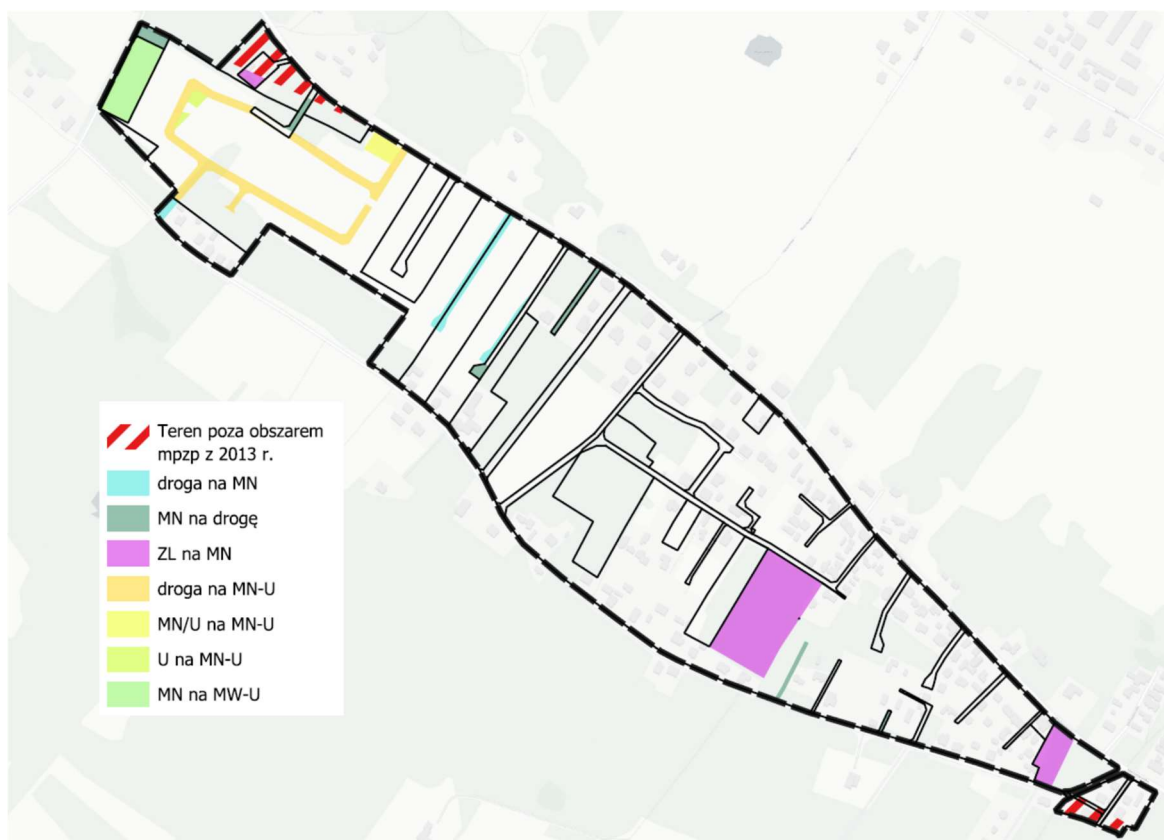 Teren poza obszarem
mpzp z 2013 r.
droga na MN
MN na drogę
ZL na MN
droga na MN-U
MN/U na MN-U
U na MN-U
MN na MW-U